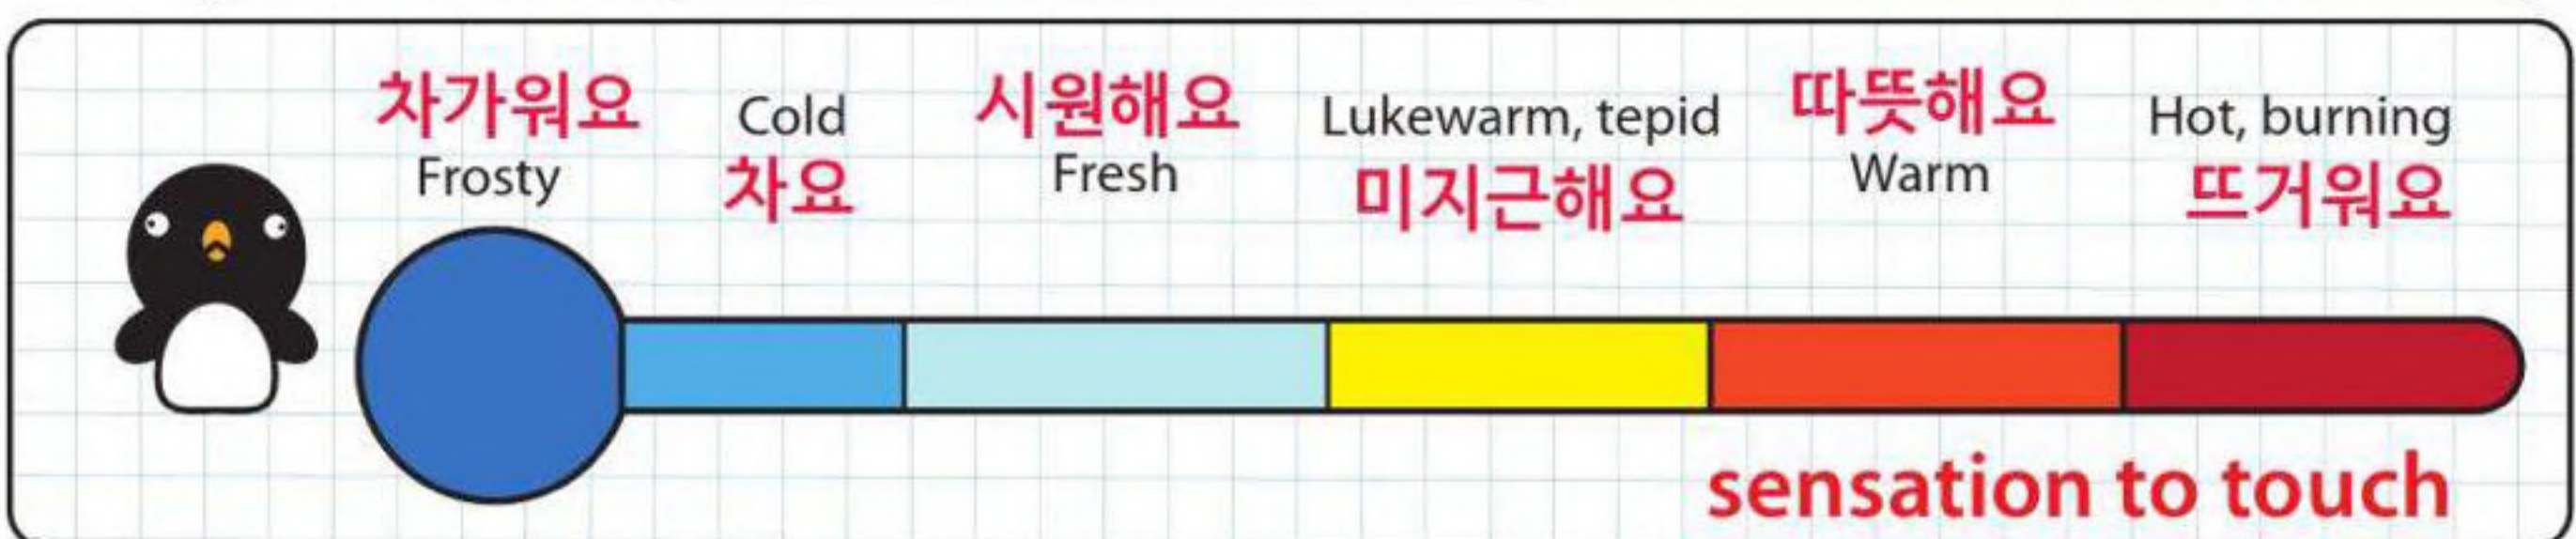 차가워요
Frosty
Cold
차요
시원해요
Fresh
Lukewarm, tepid
미지근해요
따뜻해요
Warm
Hot, burning
뜨거워요
sensation to touch